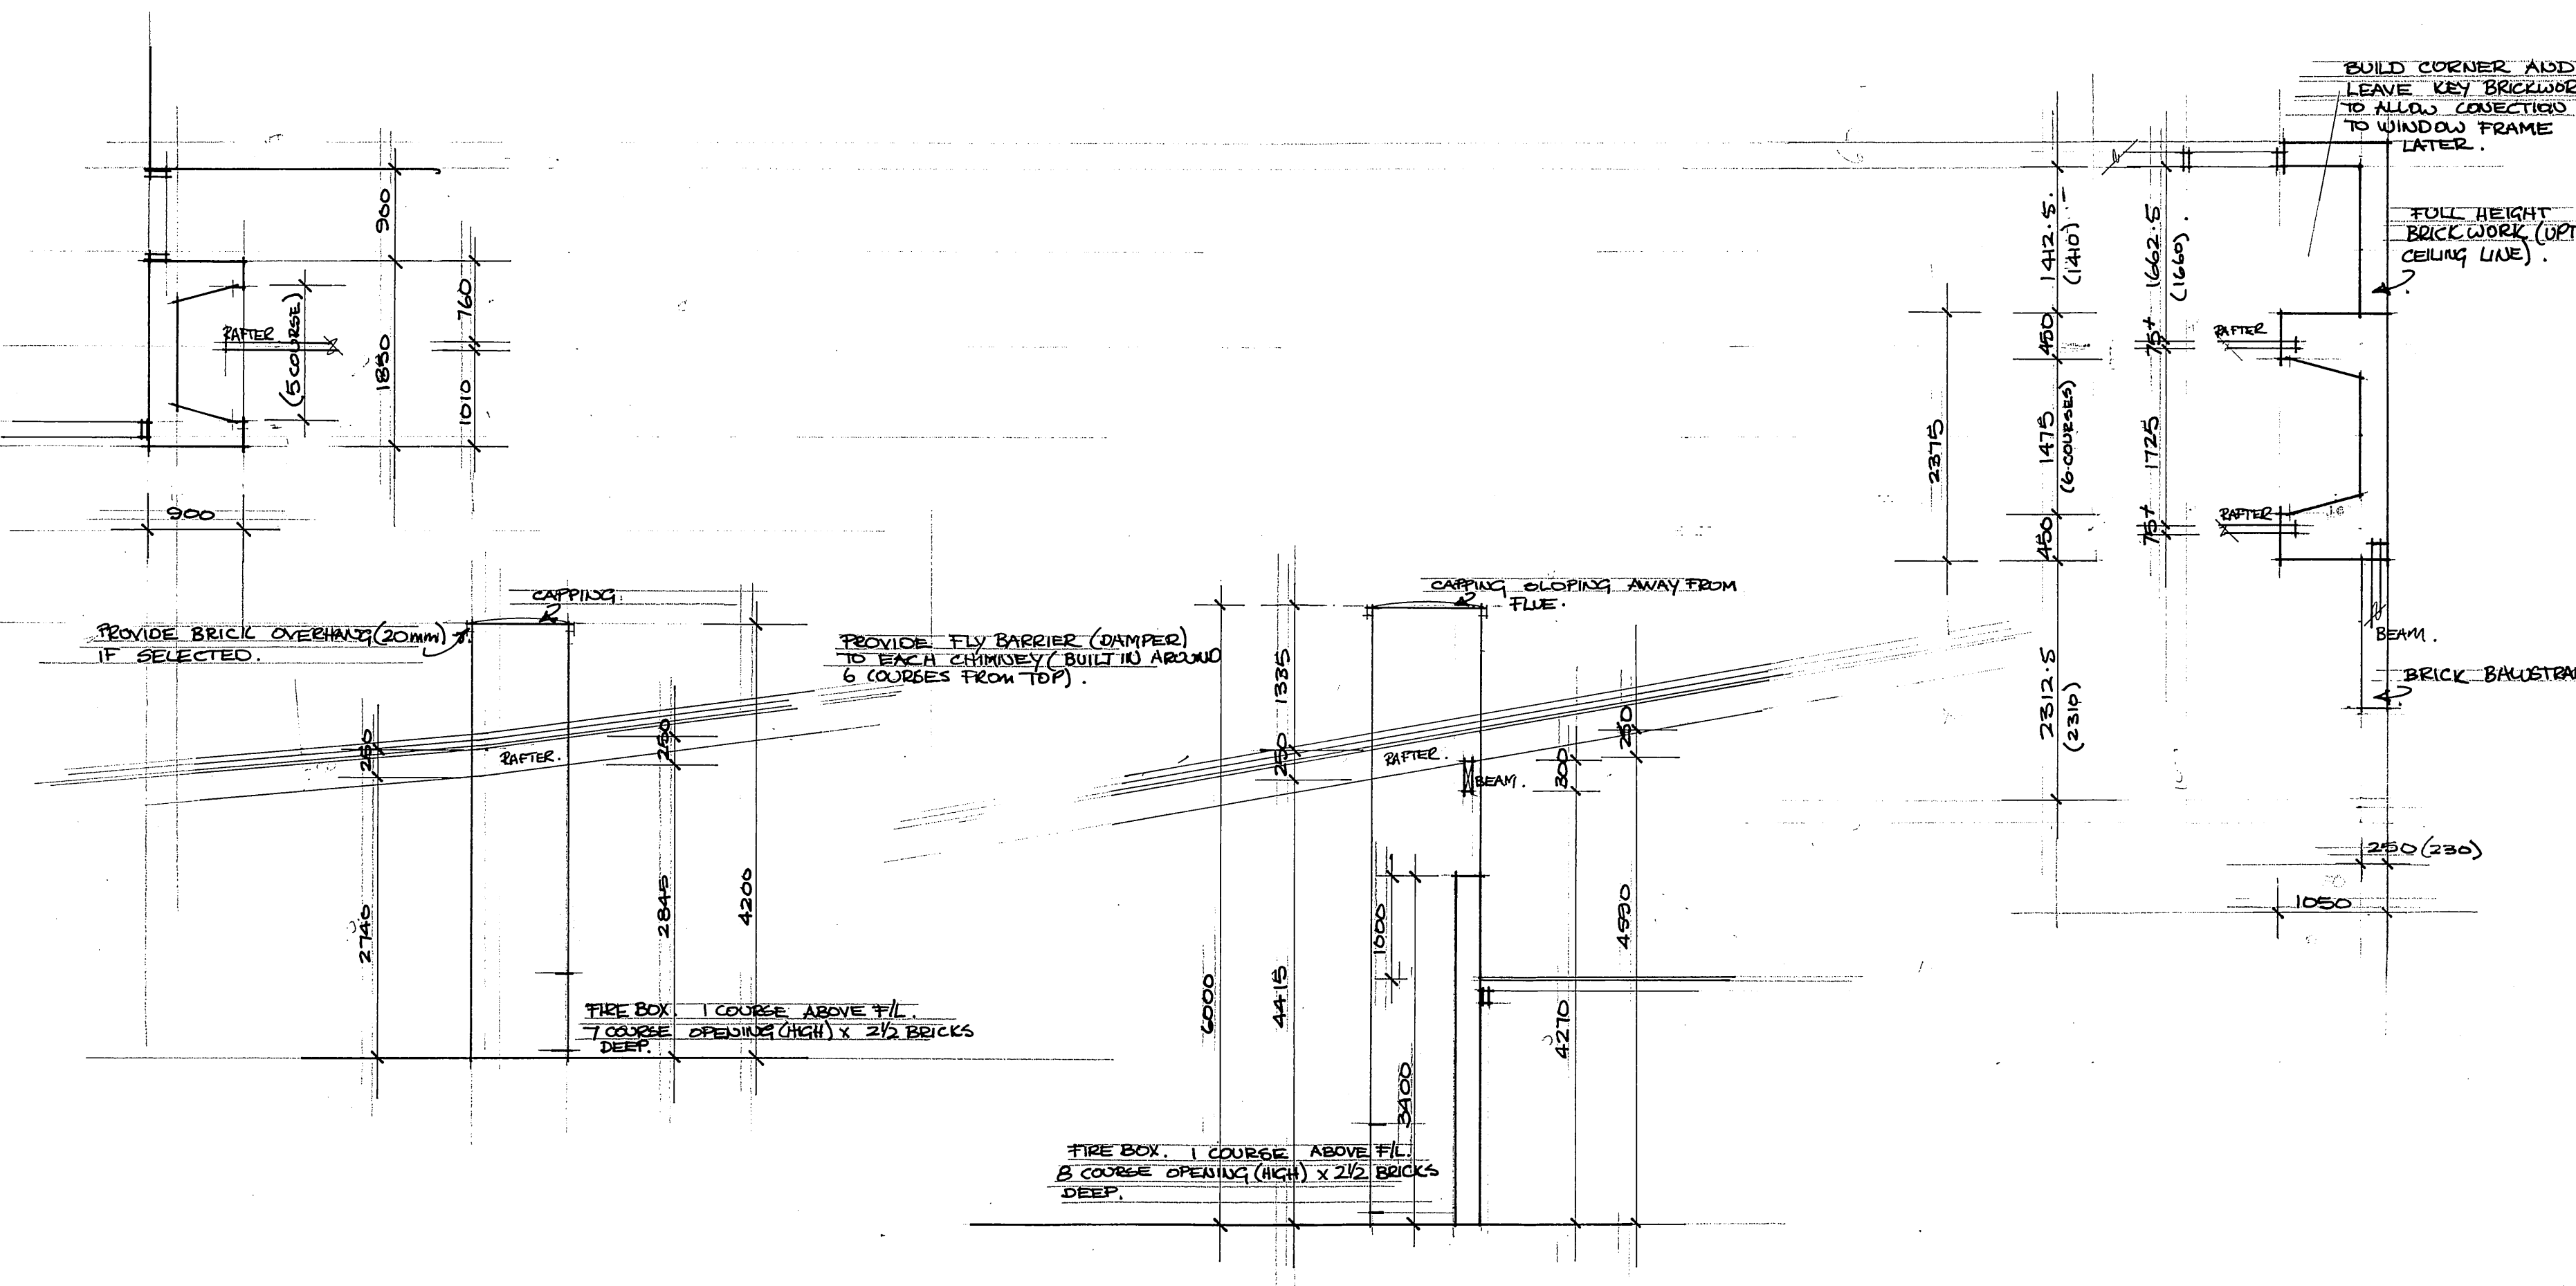 BUILD CORNER AND
LEAVE KEY BRICKWOR
TO ALLOW CONECTION
TO WINDOW FRAME
LATER.
FULL HEIGHT
BRICKWORK (UPT
CEILING LINE).
900
1830
760
1010
RAFTER
(5 COURSE)
900
1412.5.
(1410)
1662.5
(1660).
450
75+
RAFTER
2375
1475
(6 COURSES)
1725
450
75+
RAFTER
BEAM.
BRICK BALUSTRA
2312.5
(2310)
250 (230)
1050
CAPPING.
PROVIDE BRICK OVERHANG (20mm)
IF SELECTED.
PROVIDE FLY BARRIER (DAMPER)
TO EACH CHIMNEY (BUILT IN AROUND
6 COURSES FROM TOP).
250
RAFTER.
250
2740
2845
4200
FIRE BOX. 1 COURSE ABOVE F/L.
7 COURSE OPENING (HIGH) x 2 1/2 BRICKS
DEEP.
CAPPING SLOPING AWAY FROM
FLUE.
1335
250
RAFTER.
BEAM.
300
250
1000
6000
4415
3400
4270
4590
FIRE BOX. 1 COURSE ABOVE F/L.
8 COURSE OPENING (HIGH) x 2 1/2 BRICKS
DEEP.